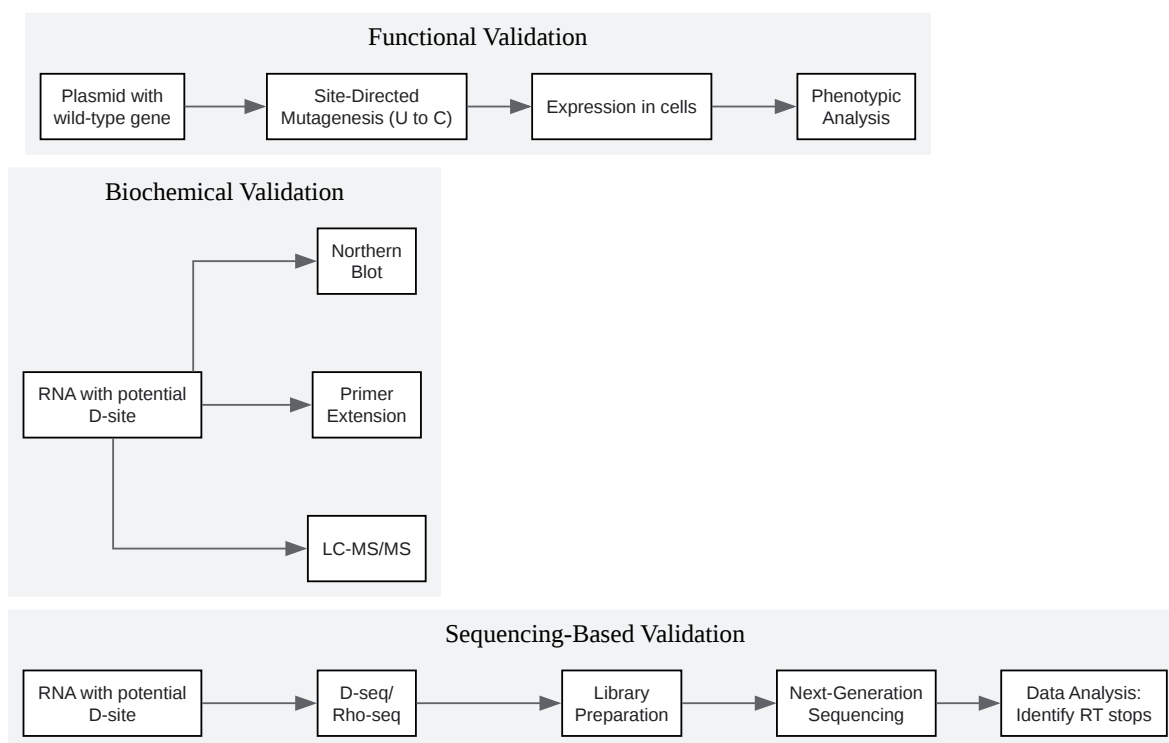 Functional Validation
Plasmid with
wild-type gene
Site-Directed
Mutagenesis (U to C)
Expression in cells
Phenotypic
Analysis
Biochemical Validation
Northern
Blot
RNA with potential
D-site
Primer
Extension
LC-MS/MS
Sequencing-Based Validation
RNA with potential
D-site
D-seq/
Rho-seq
Library
Preparation
Next-Generation
Sequencing
Data Analysis:
Identify RT stops